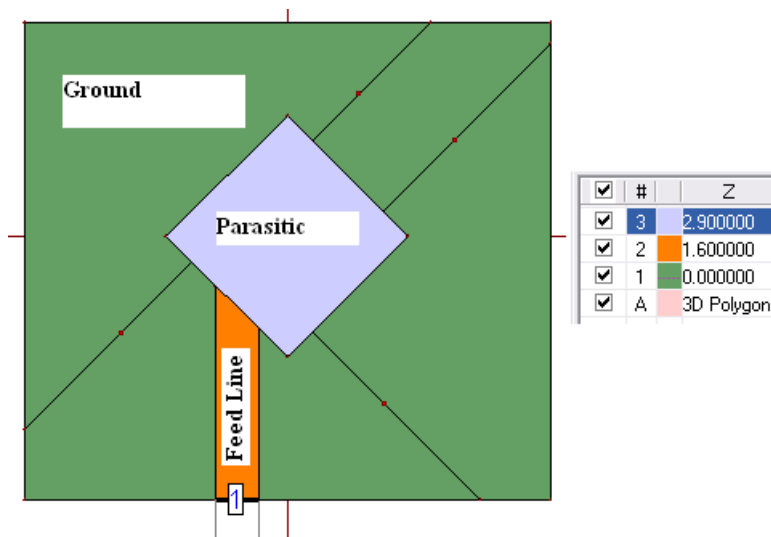 Ground
Parasitic
Feed Line
1
# Z
3 2.900000
2 1.600000
1 0.000000
A 3D Polygon